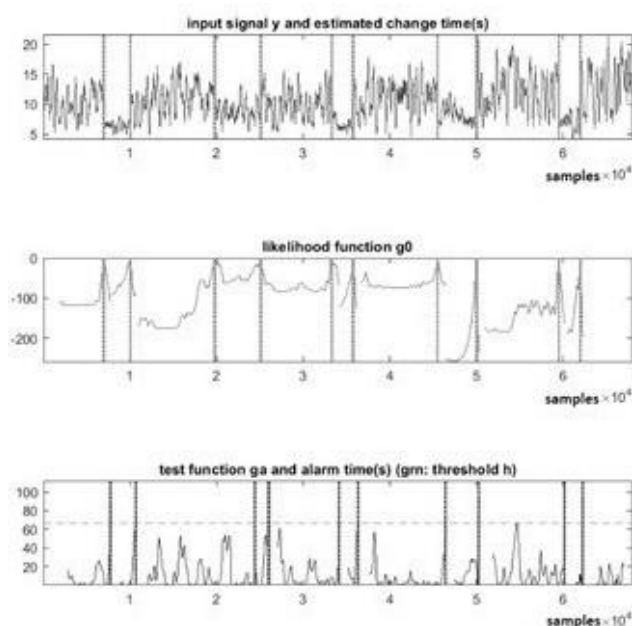 input signal y and estimated change time(s)
20
15
10
5
1 2 3 4 5 6
samples ×10⁴
likelihood function g0
0
-100
-200
1 2 3 4 5 6
samples ×10⁴
test function ga and alarm time(s) (grn: threshold h)
100
80
60
40
20
1 2 3 4 5 6
samples ×10⁴